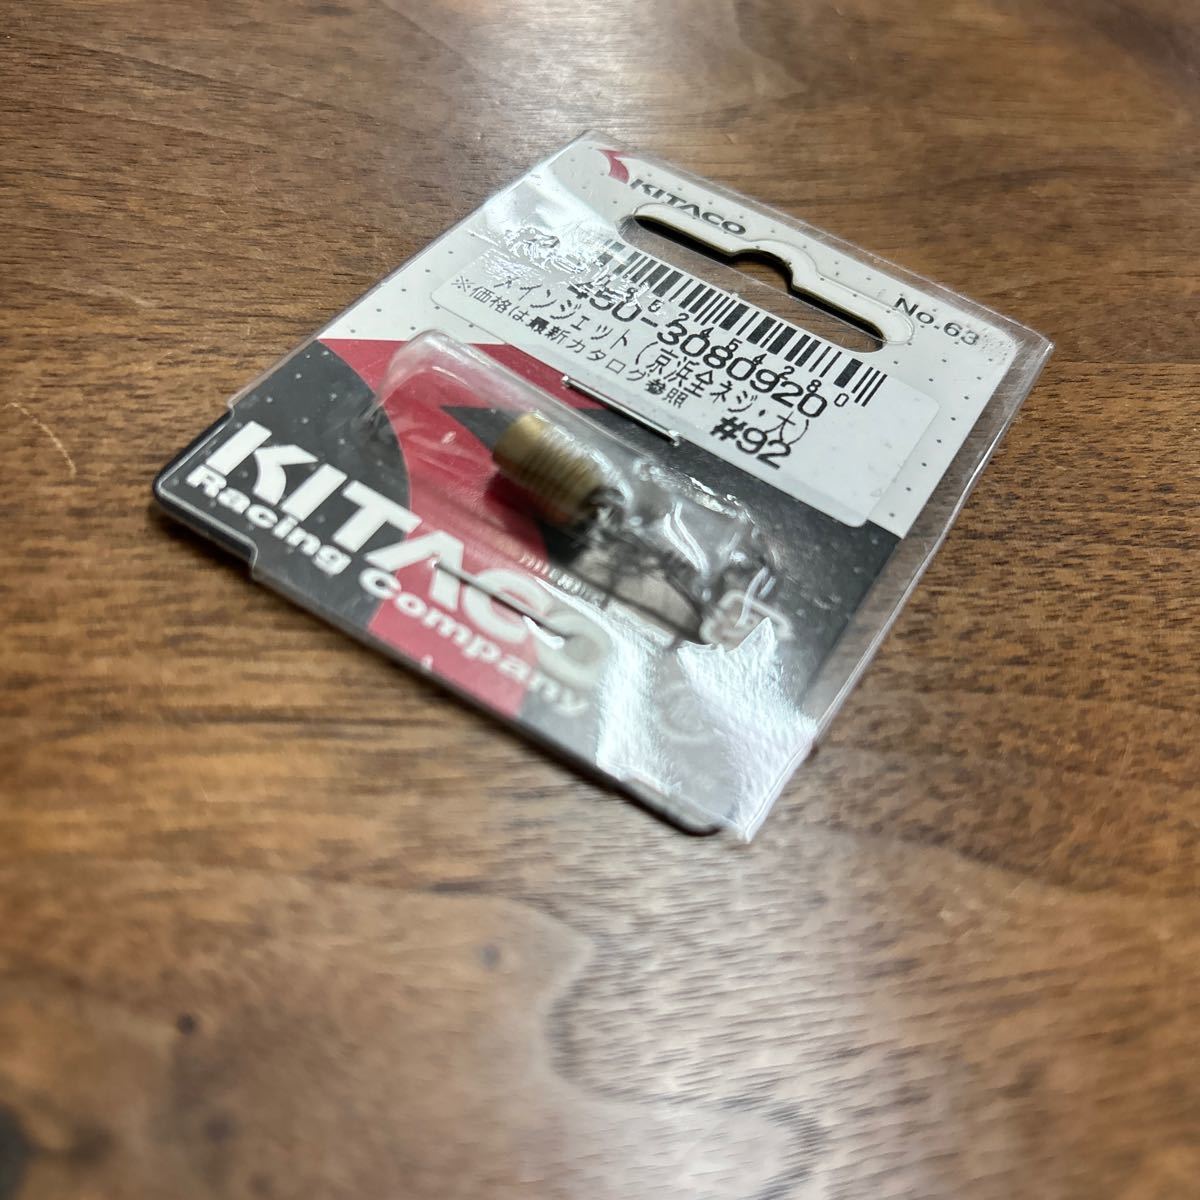 KITACO
No.63
450-3080920
メインジェット(京浜全ネジ・大)
※価格は最新カタログ参照 #92
KITACO
Racing Company